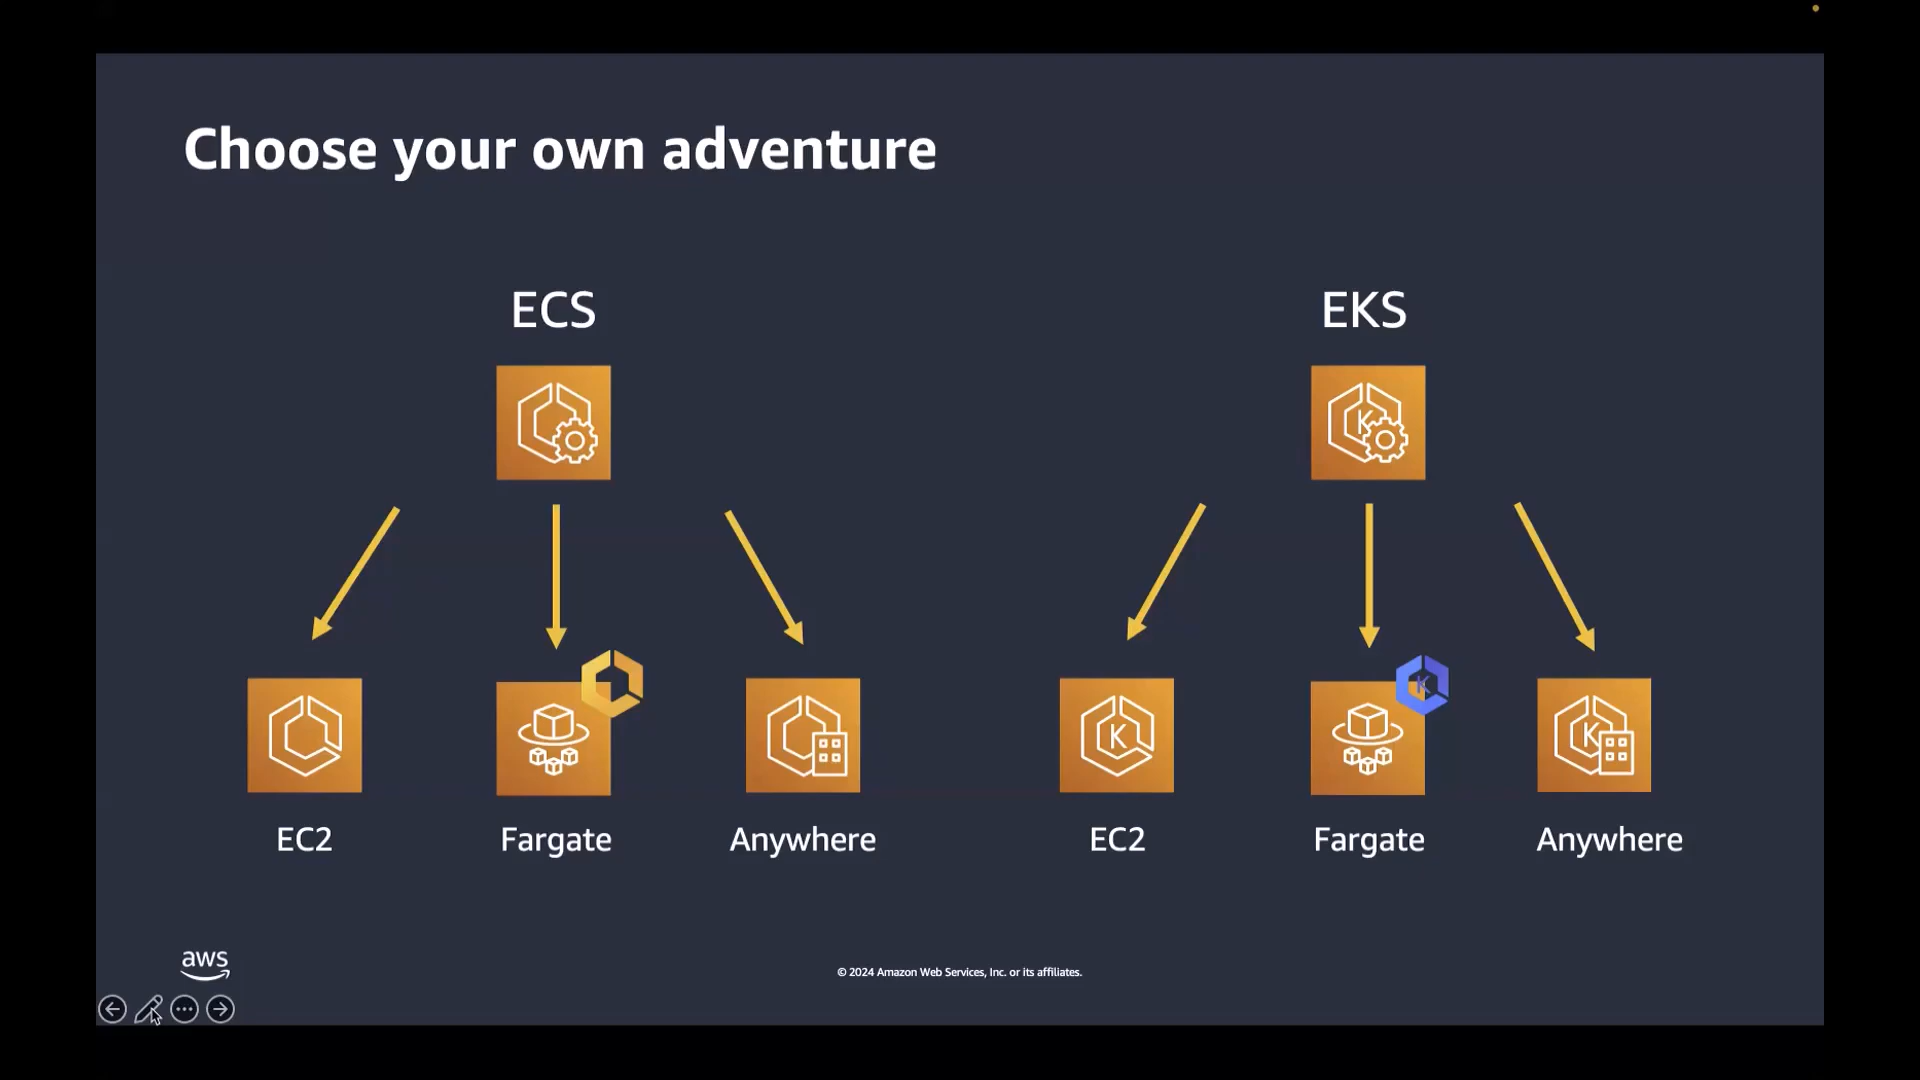 Choose your own adventure
ECS
EKS
K
K
EC2
Fargate
Anywhere
K
EC2
Fargate
K
Anywhere
aws
© 2024 Amazon Web Services, Inc. or its affiliates.